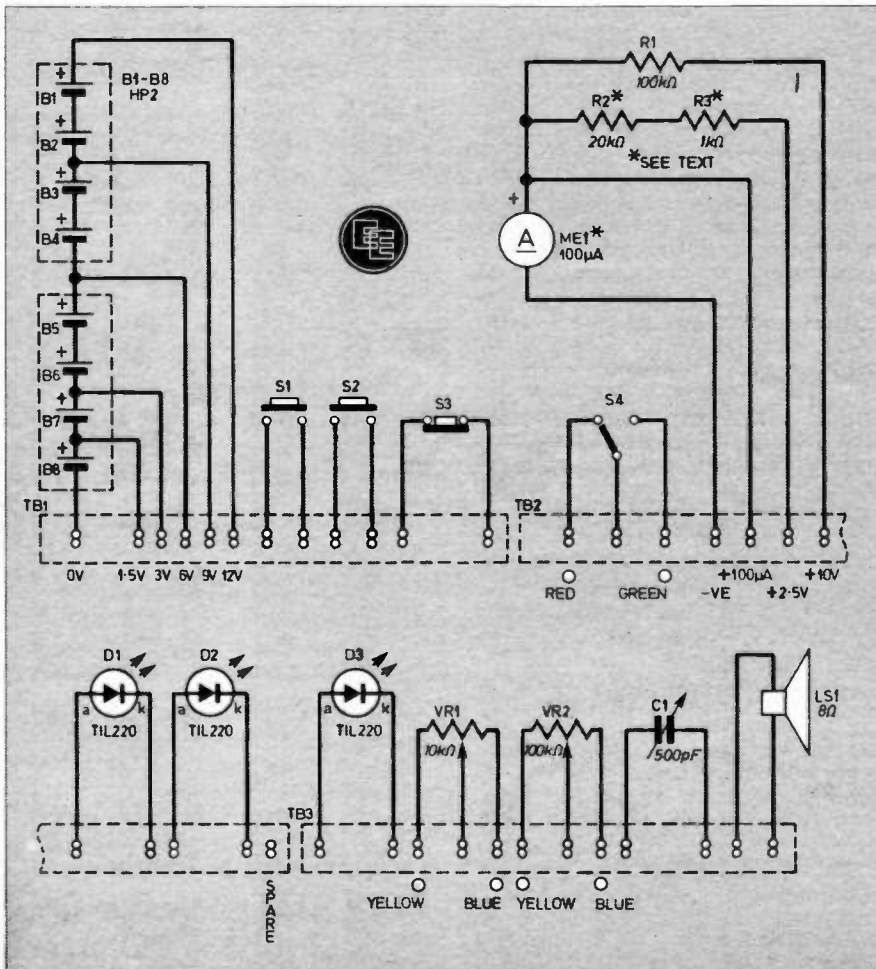 B1-B8
HP2
+
B1
B2
+
B3
+
B4
+
B5
B6
+
B7
+
B8
R1
100kΩ
R2*
20kΩ
R3*
1kΩ
*SEE TEXT
+
A
ME1*
100µA
EE
S1
S2
S3
S4
TB1
0V 1·5V 3V 6V 9V 12V
TB2
RED
GREEN
-VE
+100µA
+2·5V
+10V
D1
a k
TIL220
D2
a k
TIL220
D3
a k
TIL220
VR1
10kΩ
VR2
100kΩ
C1
500pF
LS1
8Ω
TB3
SPARE
YELLOW
BLUE
YELLOW
BLUE